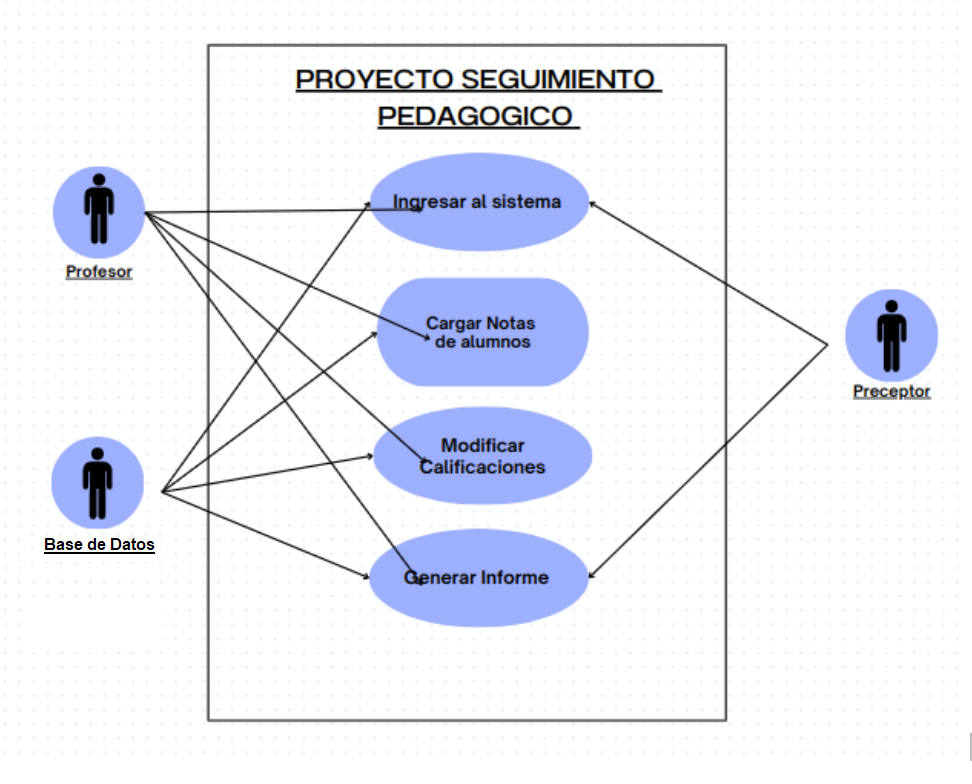 PROYECTO SEGUIMIENTO
PEDAGOGICO
Ingresar al sistema
Profesor
Cargar Notas
de alumnos
Preceptor
Modificar
Calificaciones
Base de Datos
Generar Informe